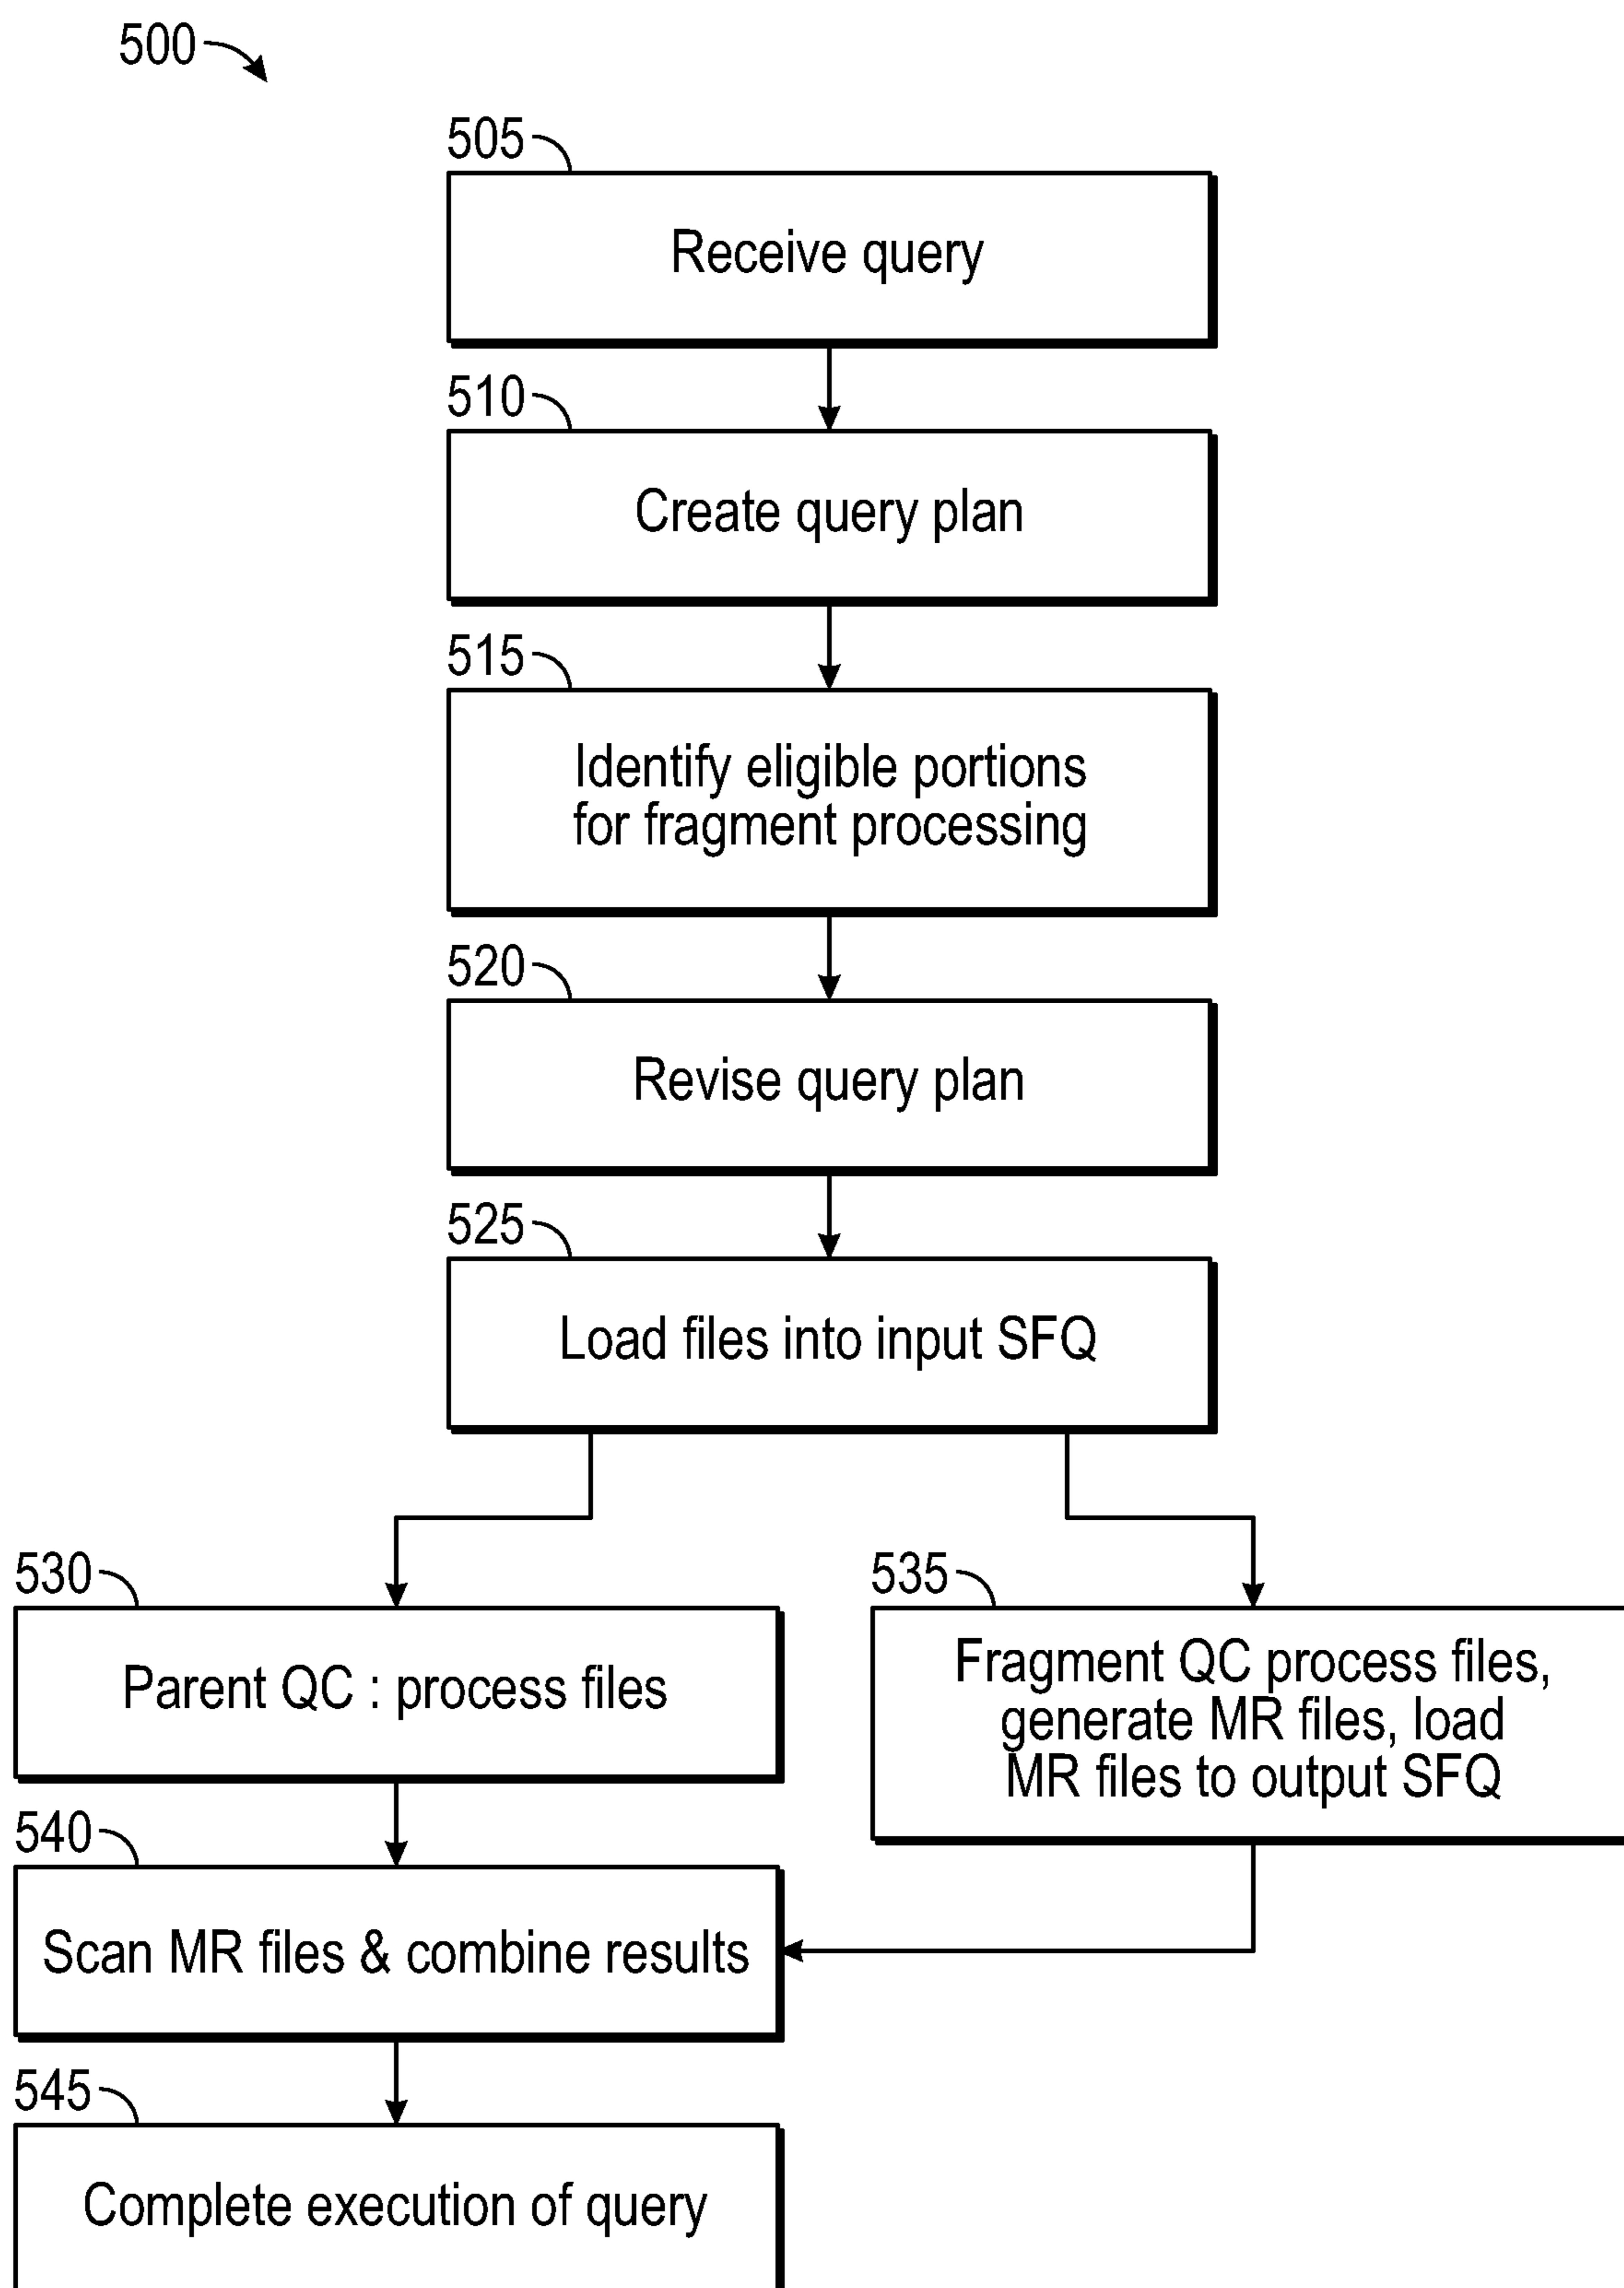 500
505
Receive query
510
Create query plan
515
Identify eligible portions
for fragment processing
520
Revise query plan
525
Load files into input SFQ
530
Parent QC : process files
535
Fragment QC process files,
generate MR files, load
MR files to output SFQ
540
Scan MR files & combine results
545
Complete execution of query